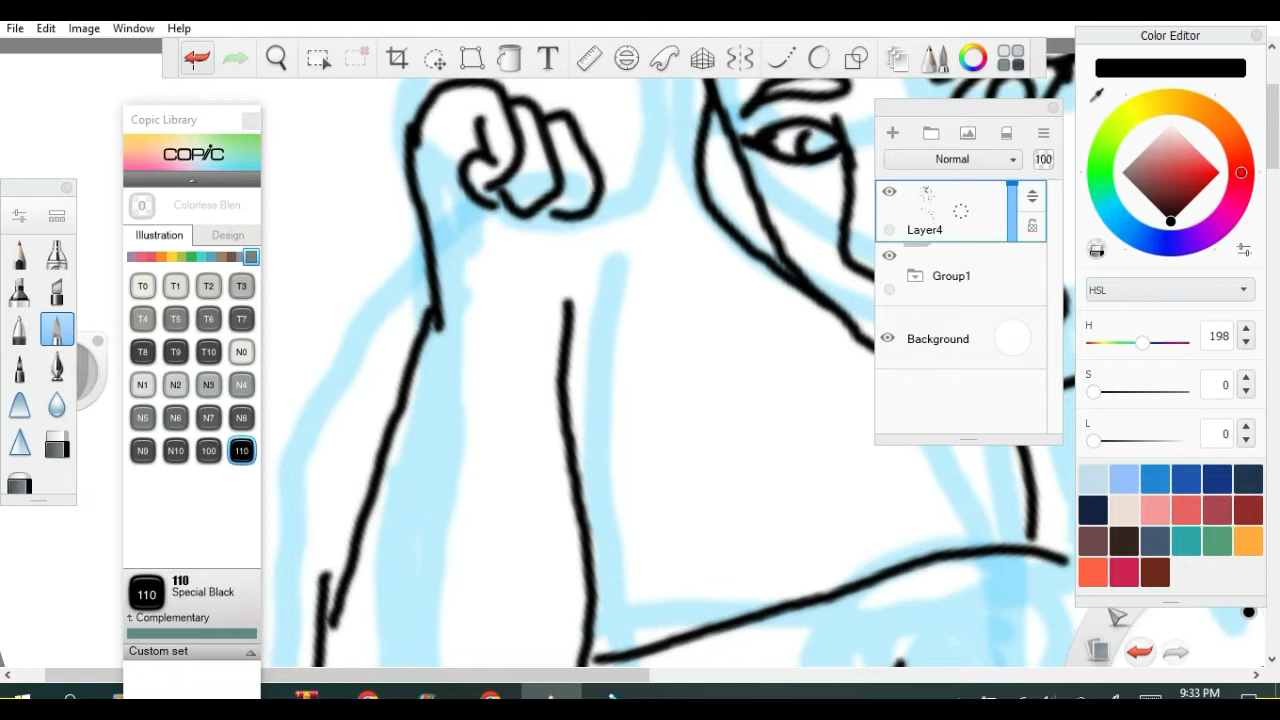 File Edit Image Window Help
Color Editor
Copic Library
COPIC
0 Colorless Blen
Illustration Design
T0 T1 T2 T3
T4 T5 T6 T7
T8 T9 T10 N0
N1 N2 N3 N4
N5 N6 N7 N8
N9 N10 100 110
110
110 Special Black
Complementary
Custom set
Normal 100
Layer4
Group1
Background
HSL
H 198
S 0
L 0
9:33 PM